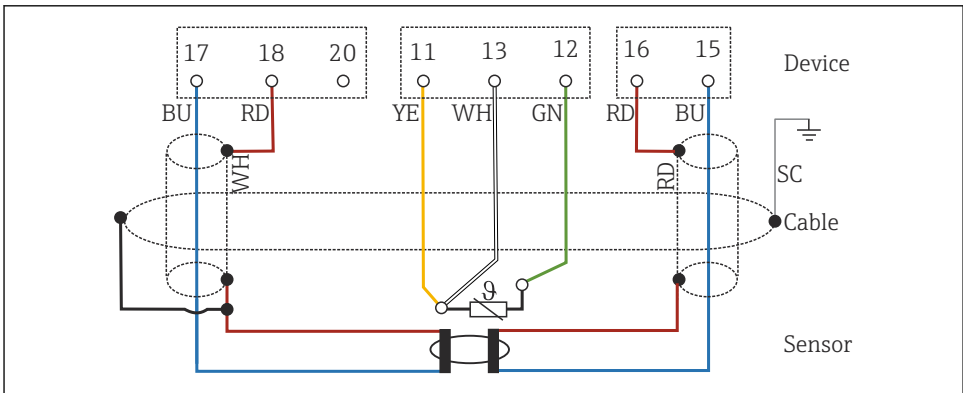 17 18 20 11 13 12 16 15
Device
BU RD YE WH GN RD BU
WH RD SC
Cable
ϑ
Sensor